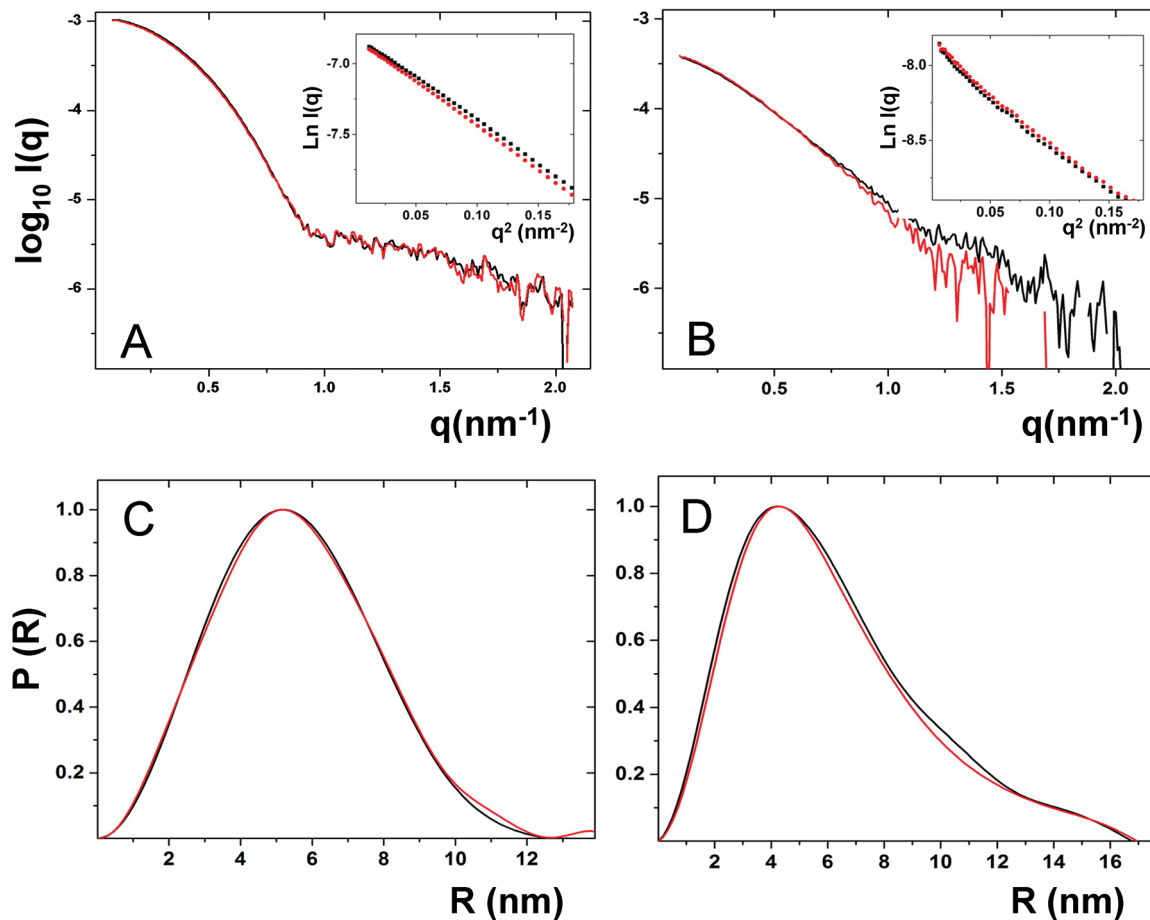 -3
-4
-5
-6
log10 I(q)
0.5 1.0 1.5 2.0
q(nm-1)
A
-7.0
-7.5
Ln I(q)
0.05 0.10 0.15
q2 (nm-2)
-3
-4
-5
-6
0.5 1.0 1.5 2.0
q(nm-1)
B
-8.0
-8.5
Ln I(q)
0.05 0.10 0.15
q2 (nm-2)
C
1.0
0.8
0.6
0.4
0.2
P (R)
2 4 6 8 10 12
R (nm)
D
1.0
0.8
0.6
0.4
0.2
2 4 6 8 10 12 14 16
R (nm)